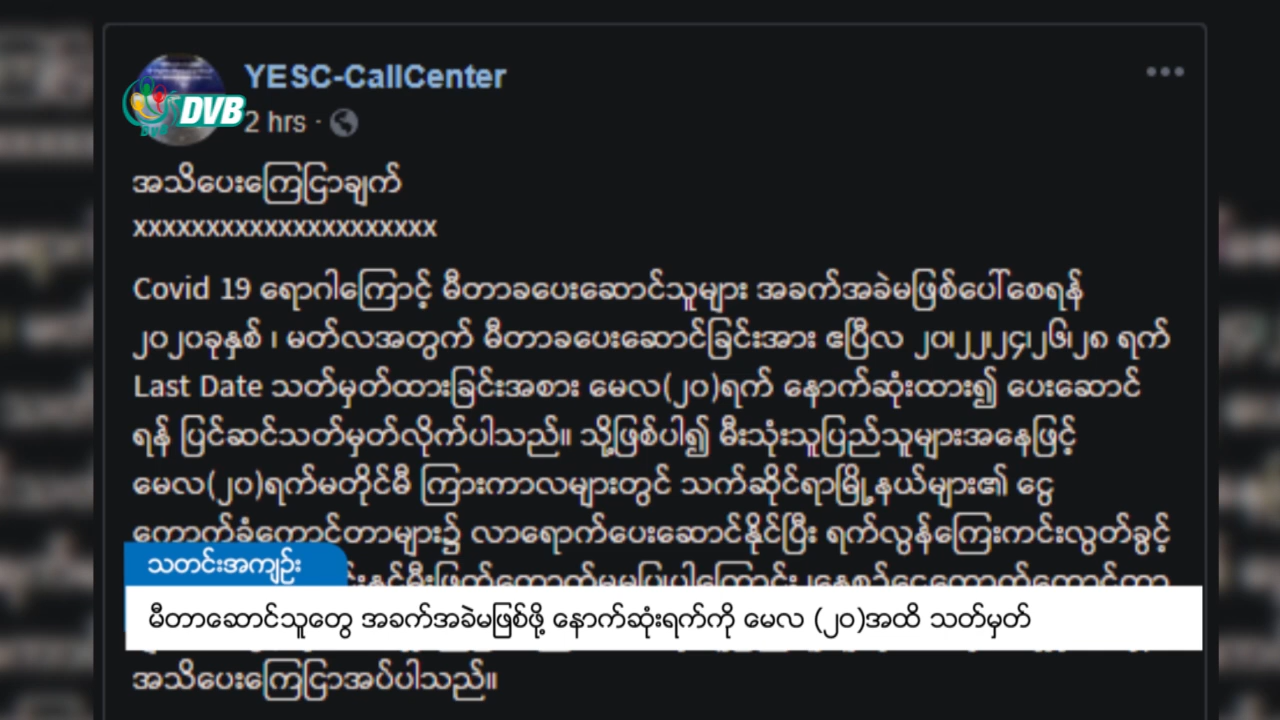 YESC-CallCenter
DVB
2 hrs ·
အသိပေးကြေငြာချက်
xxxxxxxxxxxxxxxxxxxxx
Covid 19 ရောဂါကြောင့် မီတာခပေးဆောင်သူများ အခက်အခဲမဖြစ်ပေါ်စေရန်
၂၀၂၀ခုနှစ် ၊ မတ်လအတွက် မီတာခပေးဆောင်ခြင်းအား ဧပြီလ ၂၀၊၂၂၊၂၄၊၂၆၊၂၈ ရက်
Last Date သတ်မှတ်ထားခြင်းအစား မေလ(၂၀)ရက် နောက်ဆုံးထား၍ ပေးဆောင်
ရန် ပြင်ဆင်သတ်မှတ်လိုက်ပါသည်။ သို့ဖြစ်ပါ၍ မီးသုံးသူပြည်သူများအနေဖြင့်
မေလ(၂၀)ရက်မတိုင်မီ ကြားကာလများတွင် သက်ဆိုင်ရာမြို့နယ်များ၏ ငွေ
ကောက်ခံကောင်တာများ၌ လာရောက်ပေးဆောင်နိုင်ပြီး ရက်လွန်ကြေးကင်းလွတ်ခွင့်
သတင်းအကျဉ်း
မီတာဆောင်သူတွေ အခက်အခဲမဖြစ်ဖို့ နောက်ဆုံးရက်ကို မေလ (၂၀)အထိ သတ်မှတ်
အသိပေးကြေငြာအပ်ပါသည်။